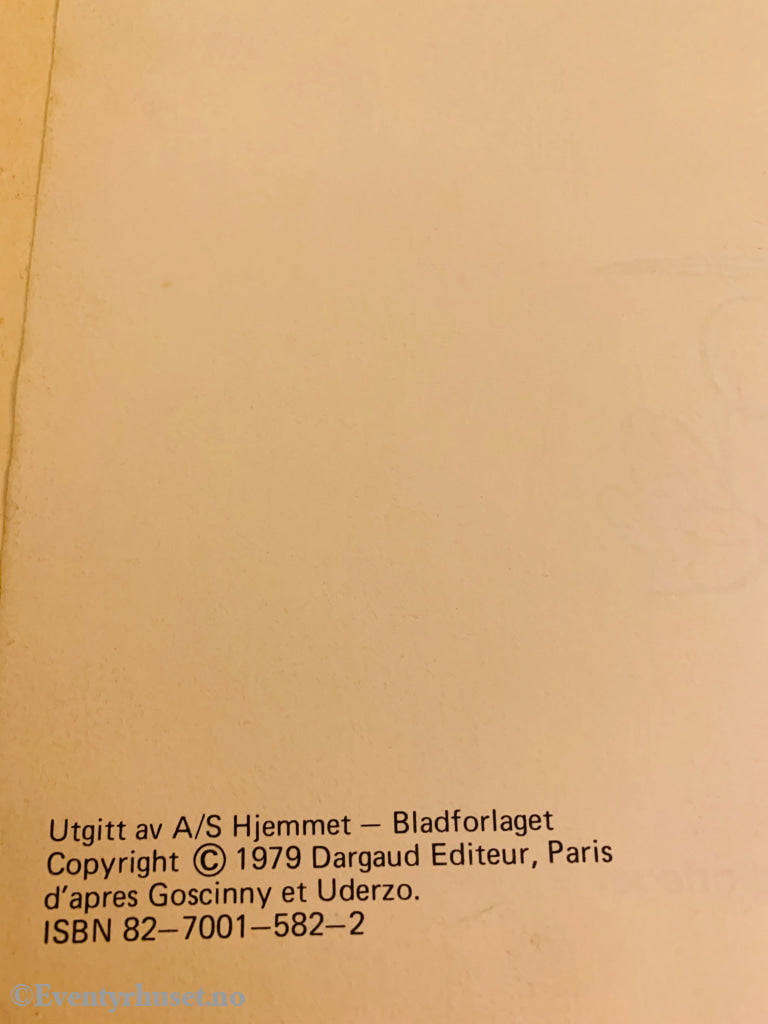 Utgitt av A/S Hjemmet – Bladforlaget
Copyright © 1979 Dargaud Editeur, Paris
d'apres Goscinny et Uderzo.
ISBN 82–7001–582–2
©Eventyrhuset.no